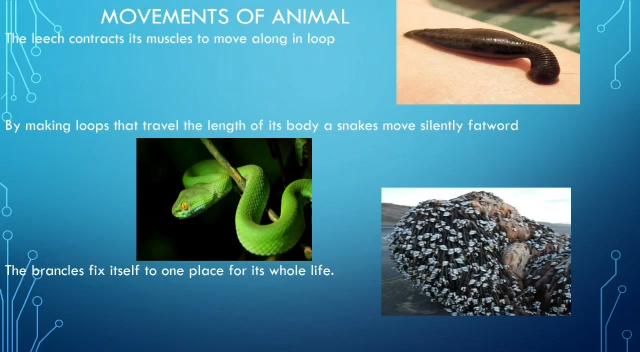 MOVEMENTS OF ANIMAL
The leech contracts its muscles to move along in loop
By making loops that travel the length of its body a snakes move silently fatword
The brancles fix itself to one place for its whole life.